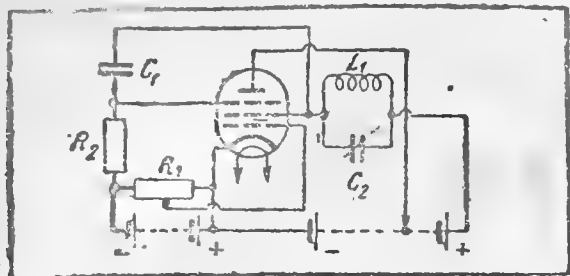 C₁
L₁
R₂
R₁
C₂
-
+
-
+